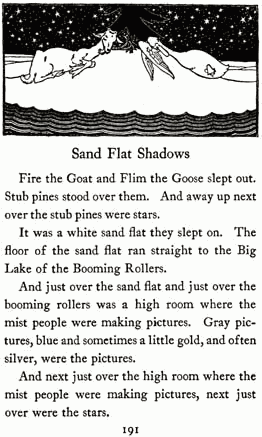 Sand Flat Shadows
Fire the Goat and Flim the Goose slept out.
Stub pines stood over them. And away up next
over the stub pines were stars.
It was a white sand flat they slept on. The
floor of the sand flat ran straight to the Big
Lake of the Booming Rollers.
And just over the sand flat and just over the
booming rollers was a high room where the
mist people were making pictures. Gray pic-
tures, blue and sometimes a little gold, and often
silver, were the pictures.
And next just over the high room where the
mist people were making pictures, next just
over were the stars.
191